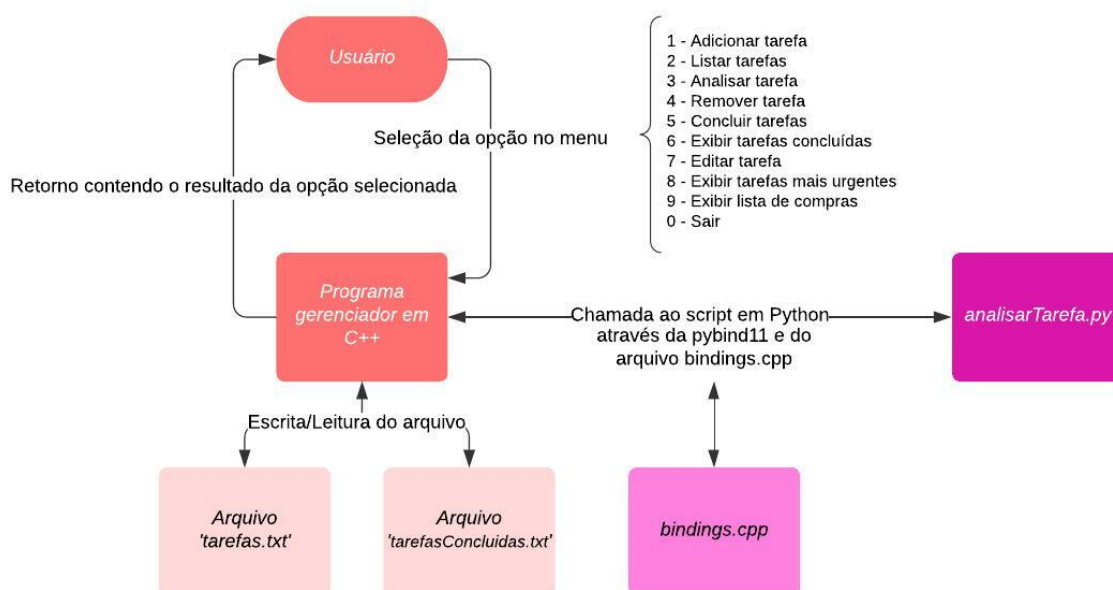 Usuário
1 - Adicionar tarefa
2 - Listar tarefas
3 - Analisar tarefa
4 - Remover tarefa
5 - Concluir tarefas
6 - Exibir tarefas concluídas
7 - Editar tarefa
8 - Exibir tarefas mais urgentes
9 - Exibir lista de compras
0 - Sair
Seleção da opção no menu
Retorno contendo o resultado da opção selecionada
Programa
gerenciador em
C++
Chamada ao script em Python
através da pybind11 e do
arquivo bindings.cpp
analisarTarefa.py
Escrita/Leitura do arquivo
Arquivo
'tarefas.txt'
Arquivo
'tarefasConcluidas.txt'
bindings.cpp